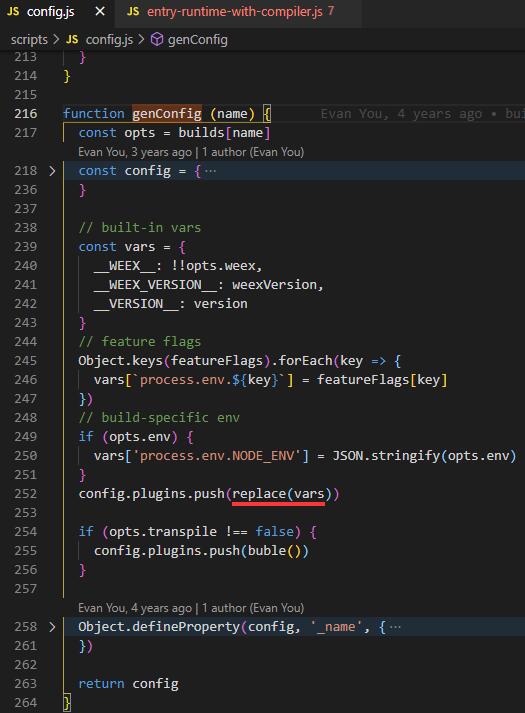 JS config.js × JS entry-runtime-with-compiler.js 7
scripts > JS config.js > genConfig
213 }
214 }
215
216 function genConfig (name) { Evan You, 4 years ago • bui
217 const opts = builds[name]
Evan You, 3 years ago | 1 author (Evan You)
218 > const config = {···
236 }
237
238 // built-in vars
239 const vars = {
240 __WEEX__: !!opts.weex,
241 __WEEX_VERSION__: weexVersion,
242 __VERSION__: version
243 }
244 // feature flags
245 Object.keys(featureFlags).forEach(key => {
246 vars[`process.env.${key}`] = featureFlags[key]
247 })
248 // build-specific env
249 if (opts.env) {
250 vars['process.env.NODE_ENV'] = JSON.stringify(opts.env)
251 }
252 config.plugins.push(replace(vars))
253
254 if (opts.transpile !== false) {
255 config.plugins.push(buble())
256 }
257
Evan You, 4 years ago | 1 author (Evan You)
258 > Object.defineProperty(config, '_name', {···
261 })
262
263 return config
264 }